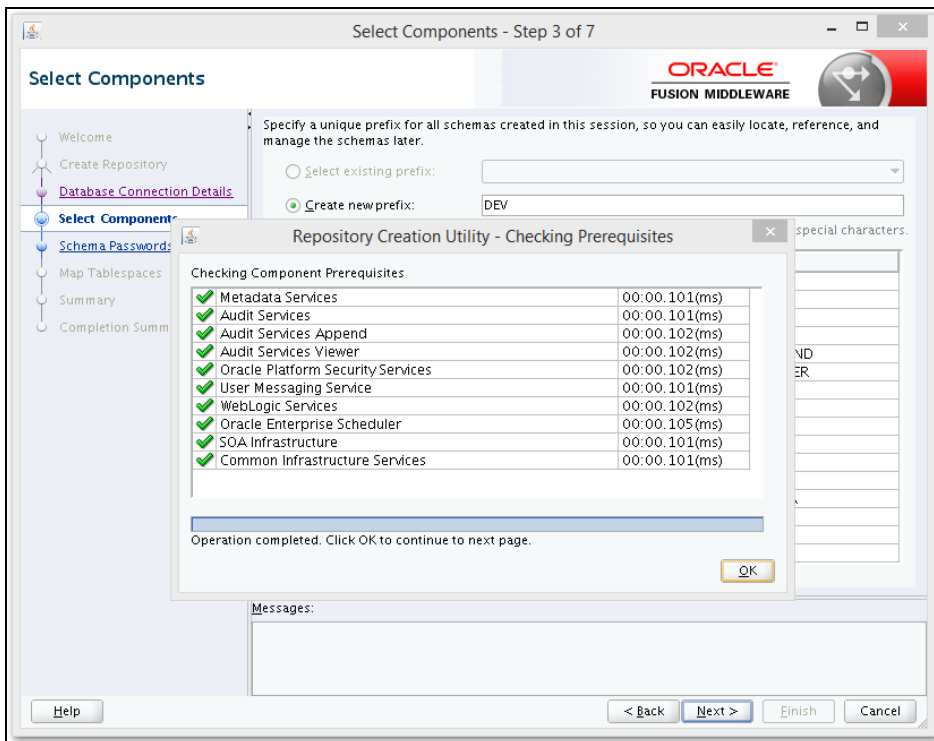 Select Components - Step 3 of 7
Select Components
ORACLE
FUSION MIDDLEWARE
Welcome
Create Repository
Database Connection Details
Select Components
Schema Passwords
Map Tablespaces
Summary
Completion Summ
Specify a unique prefix for all schemas created in this session, so you can easily locate, reference, and
manage the schemas later.
Select existing prefix:
Create new prefix: DEV
special characters.
ND
ER
Repository Creation Utility - Checking Prerequisites
Checking Component Prerequisites
Metadata Services 00:00.101(ms)
Audit Services 00:00.101(ms)
Audit Services Append 00:00.102(ms)
Audit Services Viewer 00:00.102(ms)
Oracle Platform Security Services 00:00.102(ms)
User Messaging Service 00:00.101(ms)
WebLogic Services 00:00.102(ms)
Oracle Enterprise Scheduler 00:00.105(ms)
SOA Infrastructure 00:00.101(ms)
Common Infrastructure Services 00:00.101(ms)
Operation completed. Click OK to continue to next page.
OK
Messages:
Help < Back Next > Finish Cancel